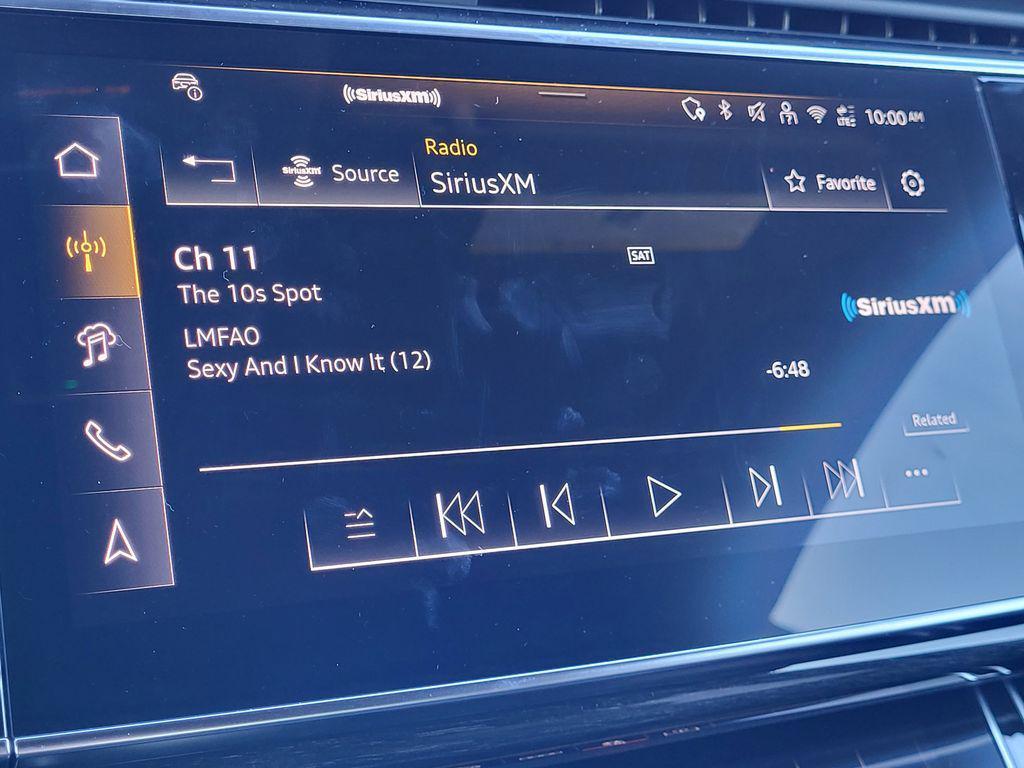 ((SiriusXM))
LTE
10:00 AM
SiriusXM
Source
Radio
SiriusXM
Favorite
Ch 11
SAT
The 10s Spot
((SiriusXM))
LMFAO
Sexy And I Know It (12)
-6:48
Related